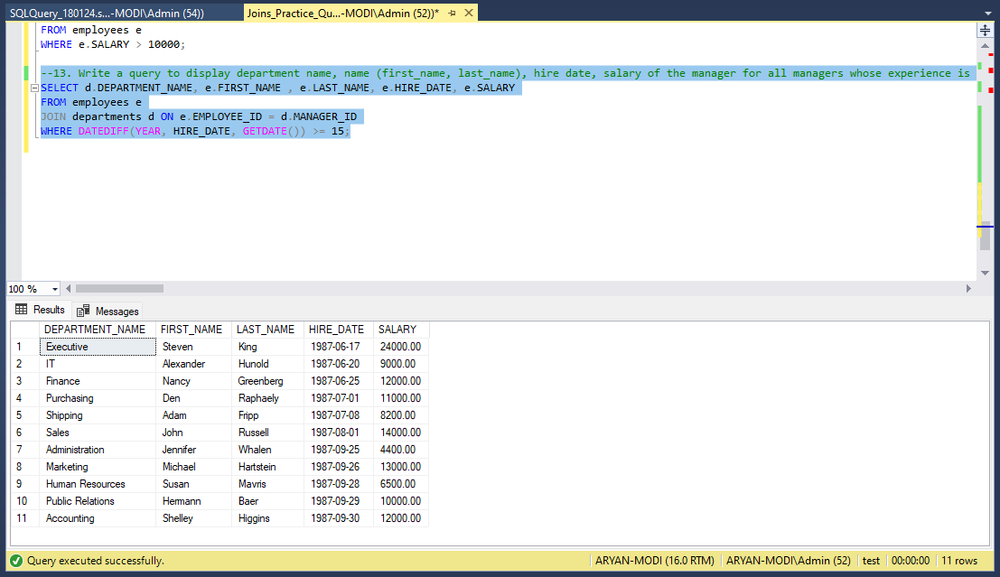 SQLQuery_180124.s...-MODI\Admin (54))
Joins_Practice_Qu...-MODI\Admin (52))*
FROM employees e
WHERE e.SALARY > 10000;
--13. Write a query to display department name, name (first_name, last_name), hire date, salary of the manager for all managers whose experience is
SELECT d.DEPARTMENT_NAME, e.FIRST_NAME , e.LAST_NAME, e.HIRE_DATE, e.SALARY
FROM employees e
JOIN departments d ON e.EMPLOYEE_ID = d.MANAGER_ID
WHERE DATEDIFF(YEAR, HIRE_DATE, GETDATE()) >= 15;
100 %
Results Messages
DEPARTMENT_NAME FIRST_NAME LAST_NAME HIRE_DATE SALARY
1 Executive Steven King 1987-06-17 24000.00
2 IT Alexander Hunold 1987-06-20 9000.00
3 Finance Nancy Greenberg 1987-06-25 12000.00
4 Purchasing Den Raphaely 1987-07-01 11000.00
5 Shipping Adam Fripp 1987-07-08 8200.00
6 Sales John Russell 1987-08-01 14000.00
7 Administration Jennifer Whalen 1987-09-25 4400.00
8 Marketing Michael Hartstein 1987-09-26 13000.00
9 Human Resources Susan Mavris 1987-09-28 6500.00
10 Public Relations Hermann Baer 1987-09-29 10000.00
11 Accounting Shelley Higgins 1987-09-30 12000.00
Query executed successfully. ARYAN-MODI (16.0 RTM) ARYAN-MODI\Admin (52) test 00:00:00 11 rows